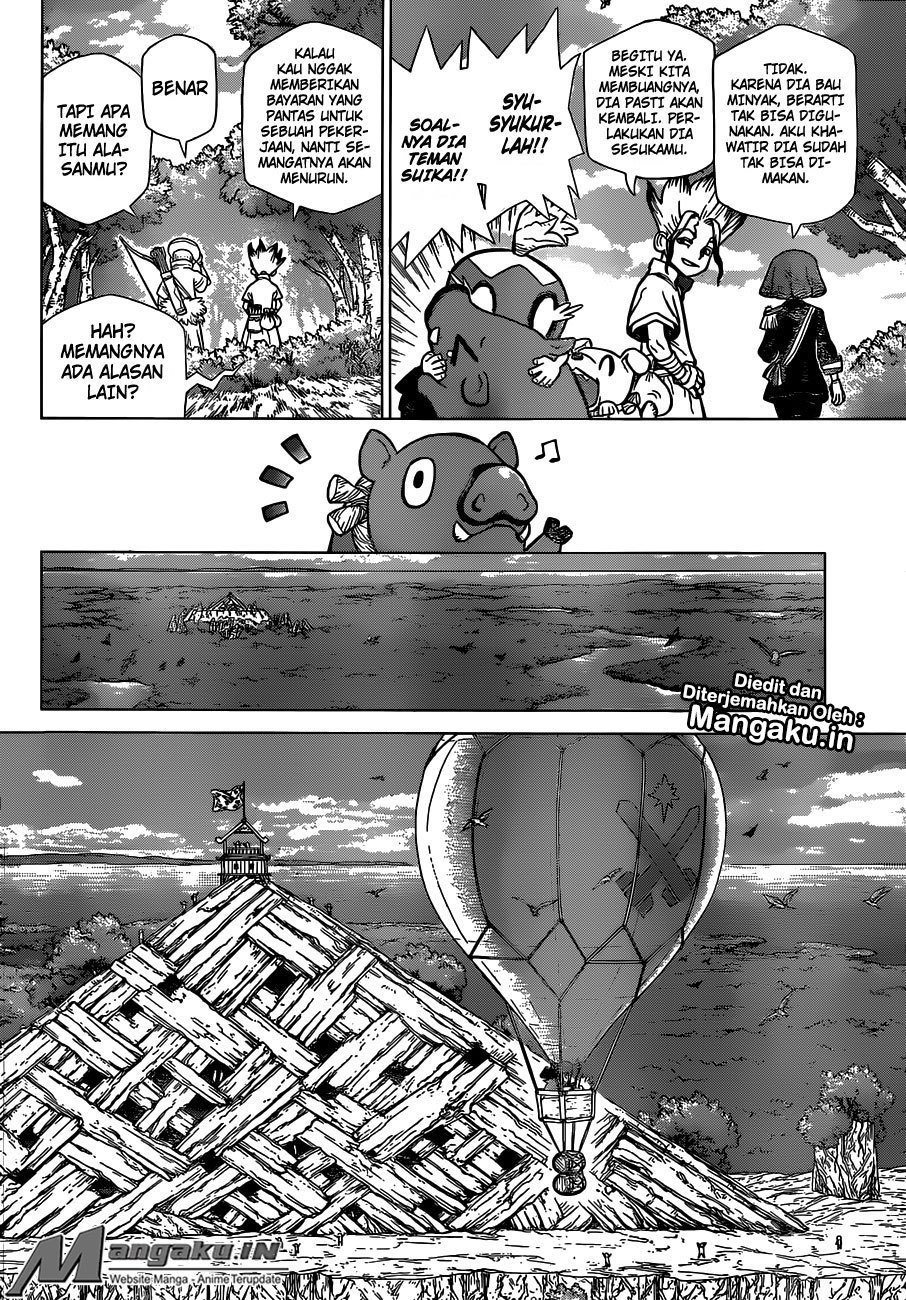 TIDAK.
KARENA DIA BAU
MINYAK, BERARTI
TAK BISA DIGU-
NAKAN. AKU KHA-
WATIR DIA SUDAH
TAK BISA DI-
MAKAN.
BEGITU YA.
MESKI KITA
MEMBUANGNYA,
DIA PASTI AKAN
KEMBALI. PER-
LAKUKAN DIA
SESUKAMU.
SYU-
SYUKUR-
LAH!!
SOAL-
NYA DIA
TEMAN
SUIKA!!
KALAU
KAU NGGAK
MEMBERIKAN
BAYARAN YANG
PANTAS UNTUK
SEBUAH PEKER-
JAAN, NANTI SE-
MANGATNYA AKAN
MENURUN.
BENAR
TAPI APA
MEMANG
ITU ALA-
SANMU?
HAH?
MEMANGNYA
ADA ALASAN
LAIN?
Diedit dan
Diterjemahkan Oleh :
Mangaku.in
Mangaku.IN
Website Manga - Anime Terupdate